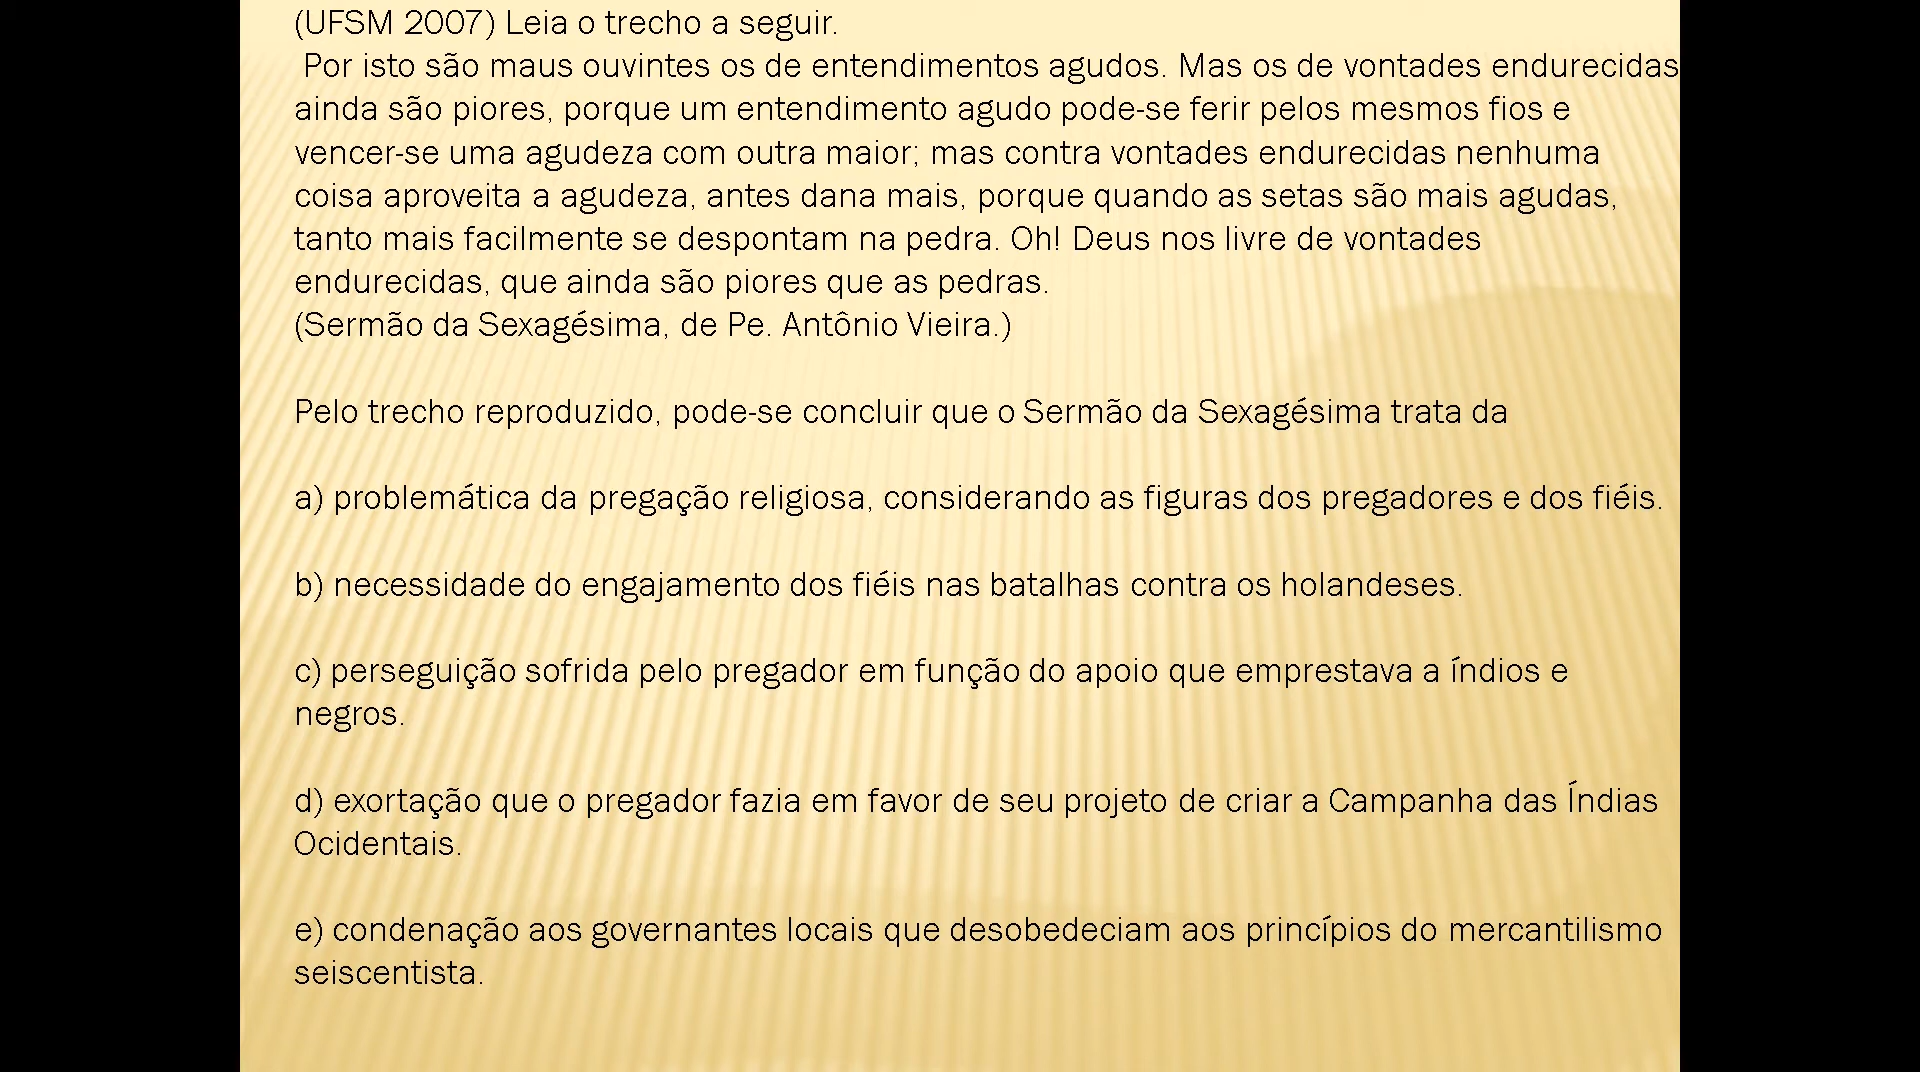 (UFSM 2007) Leia o trecho a seguir.
Por isto são maus ouvintes os de entendimentos agudos. Mas os de vontades endurecidas
ainda são piores, porque um entendimento agudo pode-se ferir pelos mesmos fios e
vencer-se uma agudeza com outra maior; mas contra vontades endurecidas nenhuma
coisa aproveita a agudeza, antes dana mais, porque quando as setas são mais agudas,
tanto mais facilmente se despontam na pedra. Oh! Deus nos livre de vontades
endurecidas, que ainda são piores que as pedras.
(Sermão da Sexagésima, de Pe. Antônio Vieira.)
Pelo trecho reproduzido, pode-se concluir que o Sermão da Sexagésima trata da
a) problemática da pregação religiosa, considerando as figuras dos pregadores e dos fiéis.
b) necessidade do engajamento dos fiéis nas batalhas contra os holandeses.
c) perseguição sofrida pelo pregador em função do apoio que emprestava a índios e
negros.
d) exortação que o pregador fazia em favor de seu projeto de criar a Campanha das Índias
Ocidentais.
e) condenação aos governantes locais que desobedeciam aos princípios do mercantilismo
seiscentista.